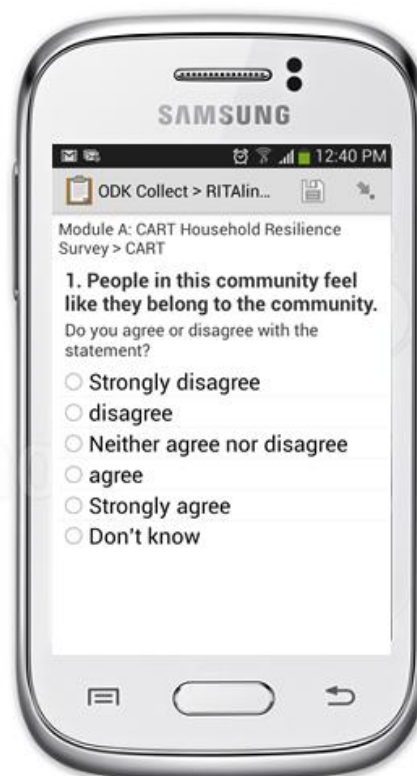 SAMSUNG
12:40 PM
ODK Collect > RITAlin...
Module A: CART Household Resilience
Survey > CART
1. People in this community feel
like they belong to the community.
Do you agree or disagree with the
statement?
Strongly disagree
disagree
Neither agree nor disagree
agree
Strongly agree
Don't know